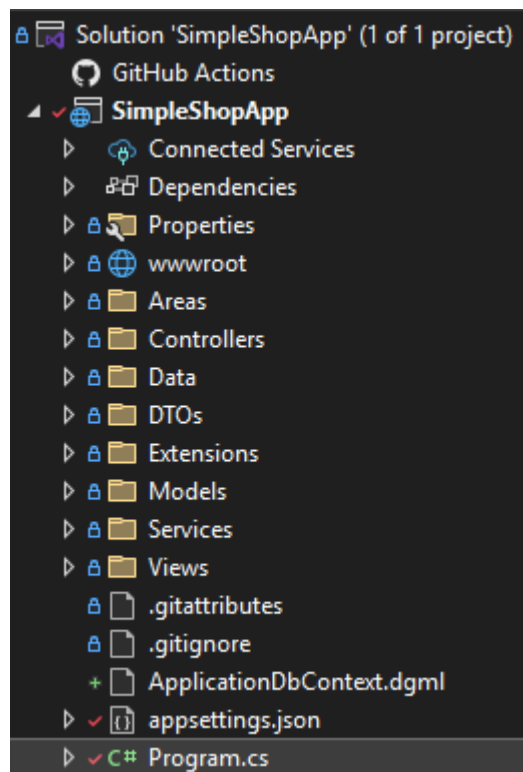 Solution 'SimpleShopApp' (1 of 1 project)
GitHub Actions
SimpleShopApp
Connected Services
Dependencies
Properties
wwwroot
Areas
Controllers
Data
DTOs
Extensions
Models
Services
Views
.gitattributes
.gitignore
ApplicationDbContext.dgml
appsettings.json
C# Program.cs